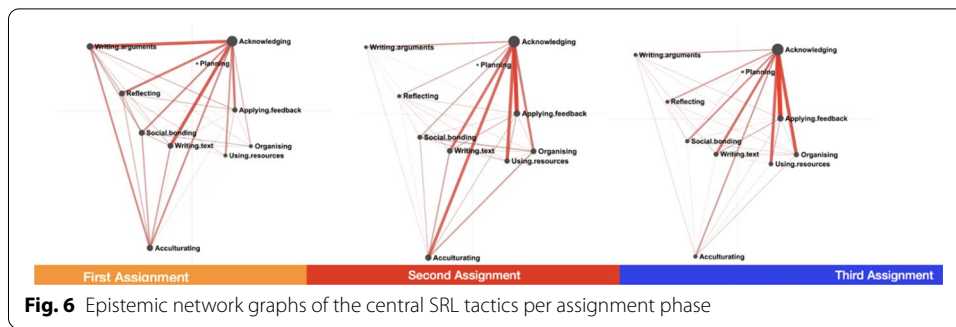 Acknowledging
Writing.arguments
Planning
Reflecting
Applying.feedback
Social.bonding
Writing.text
Organising
Using.resources
Acculturating
First Assignment
Acknowledging
Writing.arguments
Planning
Reflecting
Applying.feedback
Social.bonding
Writing.text
Organising
Using.resources
Acculturating
Second Assignment
Acknowledging
Writing.arguments
Planning
Reflecting
Applying.feedback
Social.bonding
Writing.text
Organising
Using.resources
Acculturating
Third Assignment
Fig. 6 Epistemic network graphs of the central SRL tactics per assignment phase